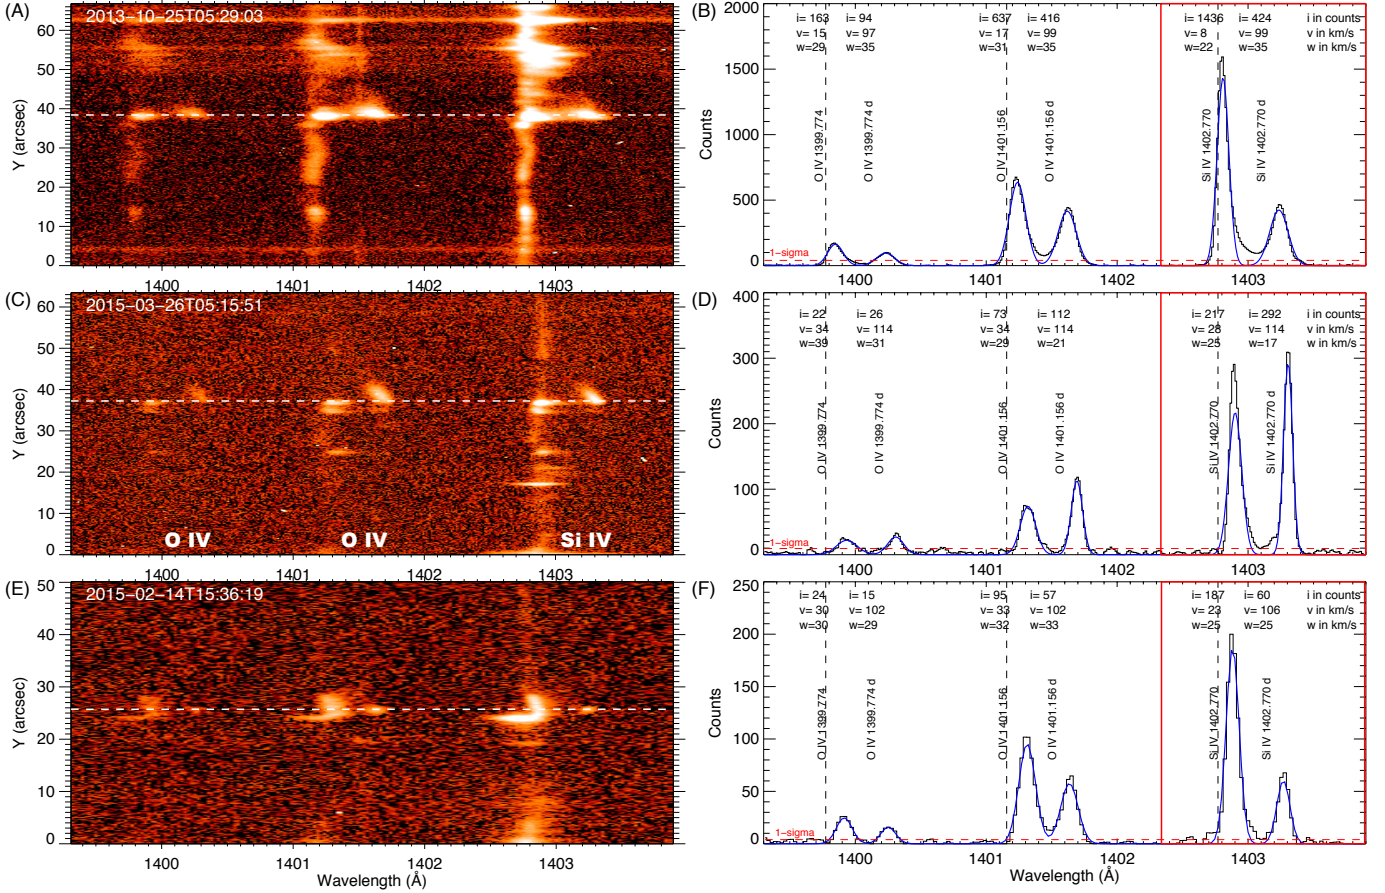 (A)
2013-10-25T05:29:03
Y (arcsec)
60
50
40
30
20
10
0
1400 1401 1402 1403
(B)
2000
1500
1000
500
0
Counts
i= 163 i= 94 i= 637 i= 416 i= 1436 i= 424 i in counts
v= 15 v= 97 v= 17 v= 99 v= 8 v= 99 v in km/s
w=29 w=35 w=31 w=35 w=22 w=35 w in km/s
O IV 1399.774
O IV 1399.774 d
O IV 1401.156
O IV 1401.156 d
Si IV 1402.770
Si IV 1402.770 d
1-sigma
1400 1401 1402 1403
(C)
2015-03-26T05:15:51
Y (arcsec)
60
50
40
30
20
10
0
O IV O IV Si IV
1400 1401 1402 1403
(D)
400
300
200
100
0
Counts
i= 22 i= 26 i= 73 i= 112 i= 217 i= 292 i in counts
v= 34 v= 114 v= 34 v= 114 v= 28 v= 114 v in km/s
w=39 w=31 w=29 w=21 w=25 w=17 w in km/s
O IV 1399.774
O IV 1399.774 d
O IV 1401.156
O IV 1401.156 d
Si IV 1402.770
Si IV 1402.770 d
1-sigma
1400 1401 1402 1403
(E)
2015-02-14T15:36:19
Y (arcsec)
50
40
30
20
10
0
1400 1401 1402 1403
Wavelength (Å)
(F)
250
200
150
100
50
0
Counts
i= 24 i= 15 i= 95 i= 57 i= 187 i= 60 i in counts
v= 30 v= 102 v= 33 v= 102 v= 23 v= 106 v in km/s
w=30 w=29 w=32 w=33 w=25 w=25 w in km/s
O IV 1399.774
O IV 1399.774 d
O IV 1401.156
O IV 1401.156 d
Si IV 1402.770
Si IV 1402.770 d
1-sigma
1400 1401 1402 1403
Wavelength (Å)